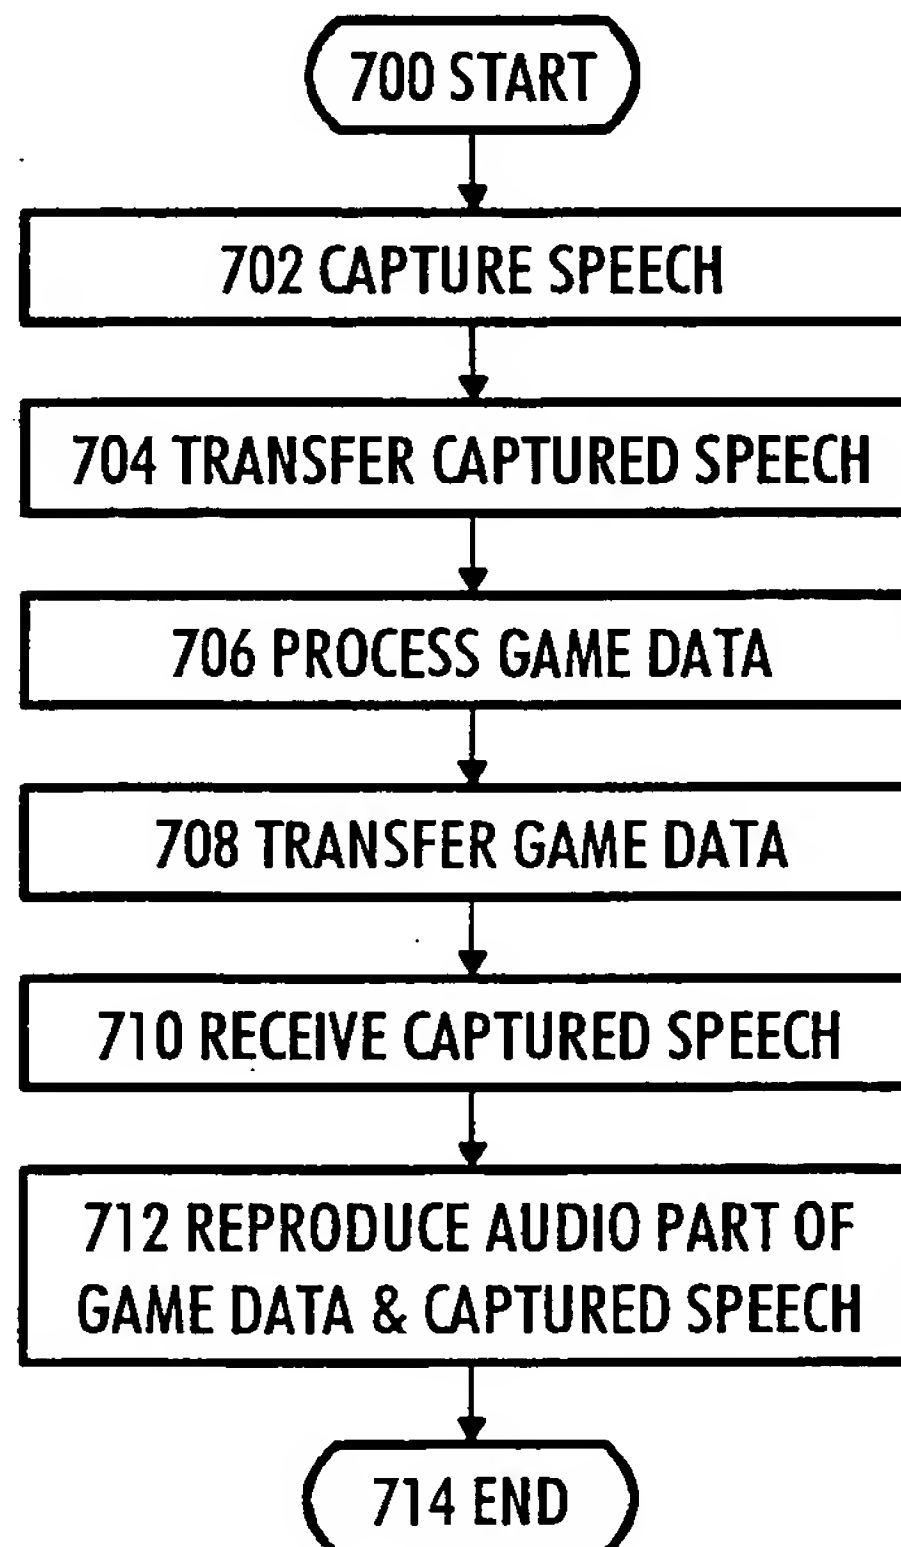 700 START
702 CAPTURE SPEECH
704 TRANSFER CAPTURED SPEECH
706 PROCESS GAME DATA
708 TRANSFER GAME DATA
710 RECEIVE CAPTURED SPEECH
712 REPRODUCE AUDIO PART OF
GAME DATA & CAPTURED SPEECH
714 END